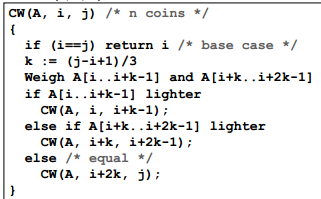 CW(A, i, j) /* n coins */
{
if (i==j) return i /* base case */
k := (j-i+1)/3
Weigh A[i..i+k-1] and A[i+k..i+2k-1]
if A[i..i+k-1] lighter
CW(A, i, i+k-1);
else if A[i+k..i+2k-1] lighter
CW(A, i+k, i+2k-1);
else /* equal */
CW(A, i+2k, j);
}